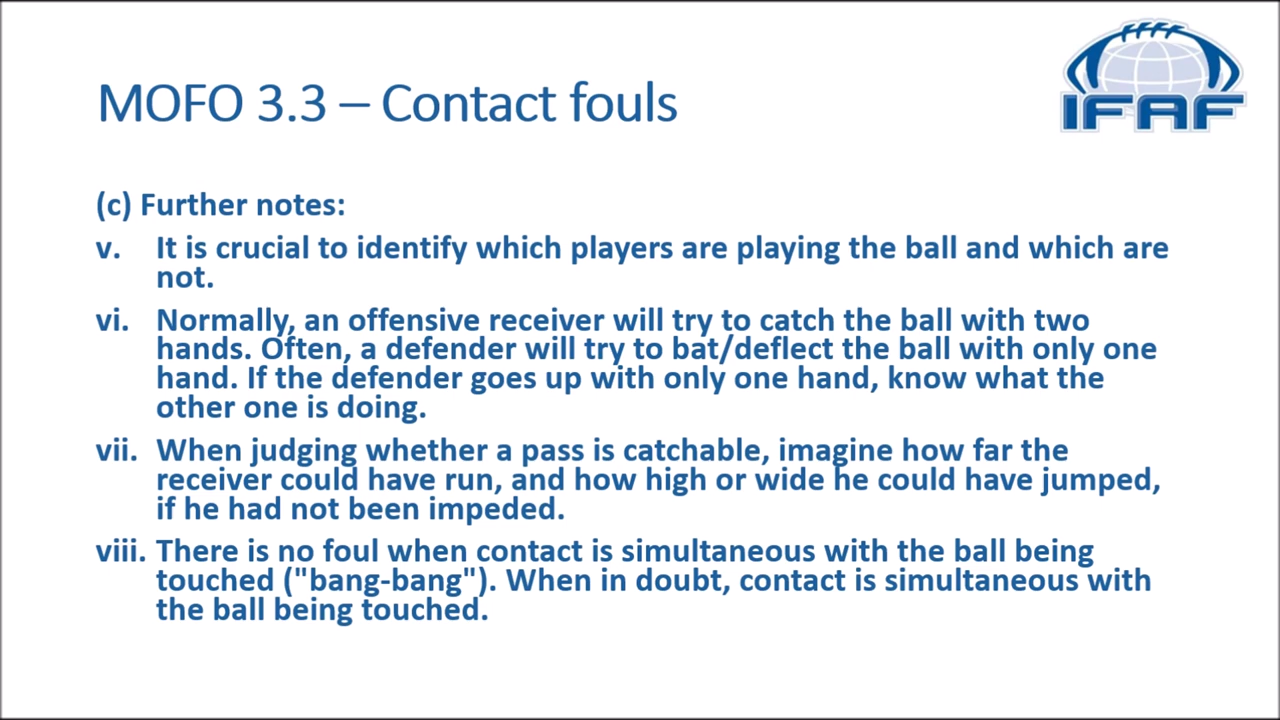 MOFO 3.3 – Contact fouls
IFAF
(c) Further notes:
v. It is crucial to identify which players are playing the ball and which are
not.
vi. Normally, an offensive receiver will try to catch the ball with two
hands. Often, a defender will try to bat/deflect the ball with only one
hand. If the defender goes up with only one hand, know what the
other one is doing.
vii. When judging whether a pass is catchable, imagine how far the
receiver could have run, and how high or wide he could have jumped,
if he had not been impeded.
viii. There is no foul when contact is simultaneous with the ball being
touched ("bang-bang"). When in doubt, contact is simultaneous with
the ball being touched.